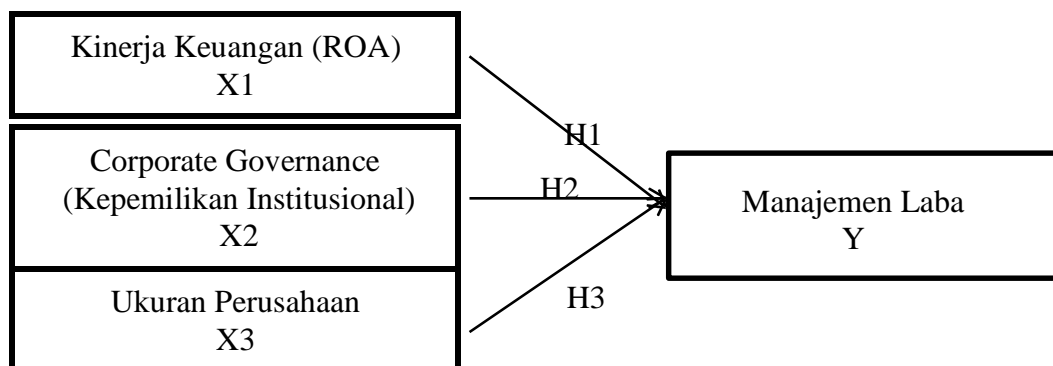 Kinerja Keuangan (ROA)
X1
H1
Corporate Governance
(Kepemilikan Institusional)
X2
H2
Manajemen Laba
Y
Ukuran Perusahaan
X3
H3